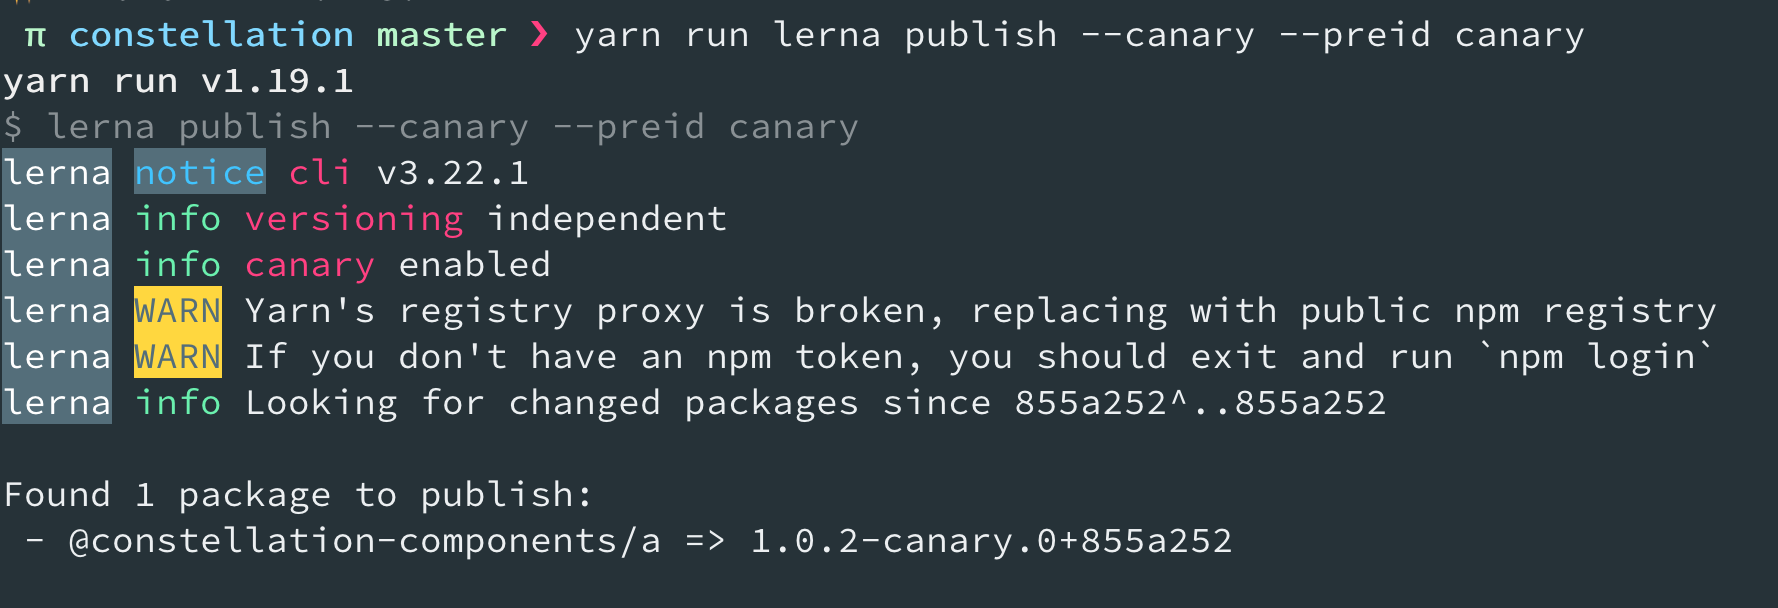 π constellation master ❯ yarn run lerna publish --canary --preid canary
yarn run v1.19.1
$ lerna publish --canary --preid canary
lerna notice cli v3.22.1
lerna info versioning independent
lerna info canary enabled
lerna WARN Yarn's registry proxy is broken, replacing with public npm registry
lerna WARN If you don't have an npm token, you should exit and run `npm login`
lerna info Looking for changed packages since 855a252^..855a252
Found 1 package to publish:
- @constellation-components/a => 1.0.2-canary.0+855a252